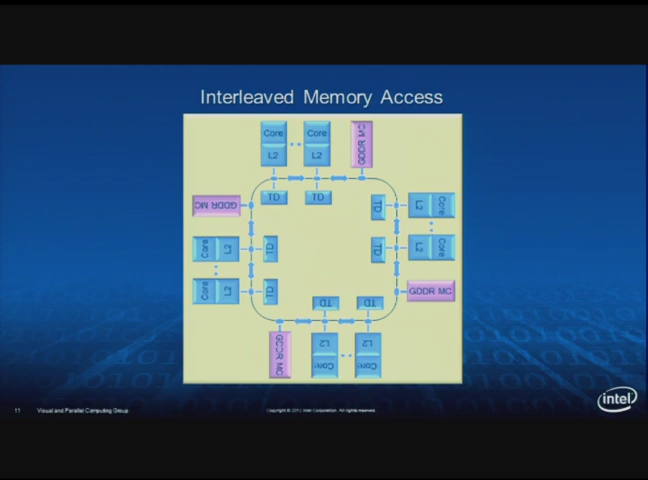 Interleaved Memory Access
Core
Core
GDDR MC
L2
L2
TD
TD
GDDR MC
TD
L2
Core
Core
L2
TD
TD
L2
Core
Core
L2
TD
GDDR MC
TD
TD
GDDR MC
L2
L2
Core
Core
intel
11
Visual and Parallel Computing Group
Copyright © 2012 Intel Corporation. All rights reserved.